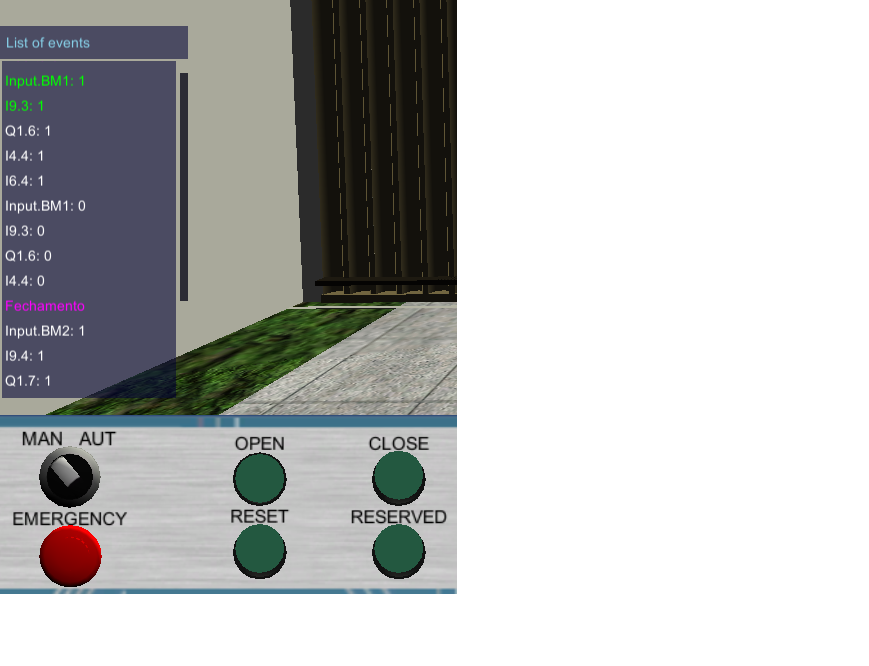 List of events
Input.BM1: 1
I9.3: 1
Q1.6: 1
I4.4: 1
I6.4: 1
Input.BM1: 0
I9.3: 0
Q1.6: 0
I4.4: 0
Fechamento
Input.BM2: 1
I9.4: 1
Q1.7: 1
MAN AUT
OPEN
CLOSE
EMERGENCY
RESET
RESERVED